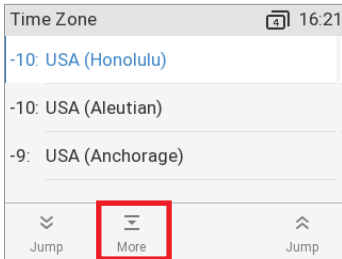 Time Zone 4 16:21
-10: USA (Honolulu)
-10: USA (Aleutian)
-9: USA (Anchorage)
Jump More Jump